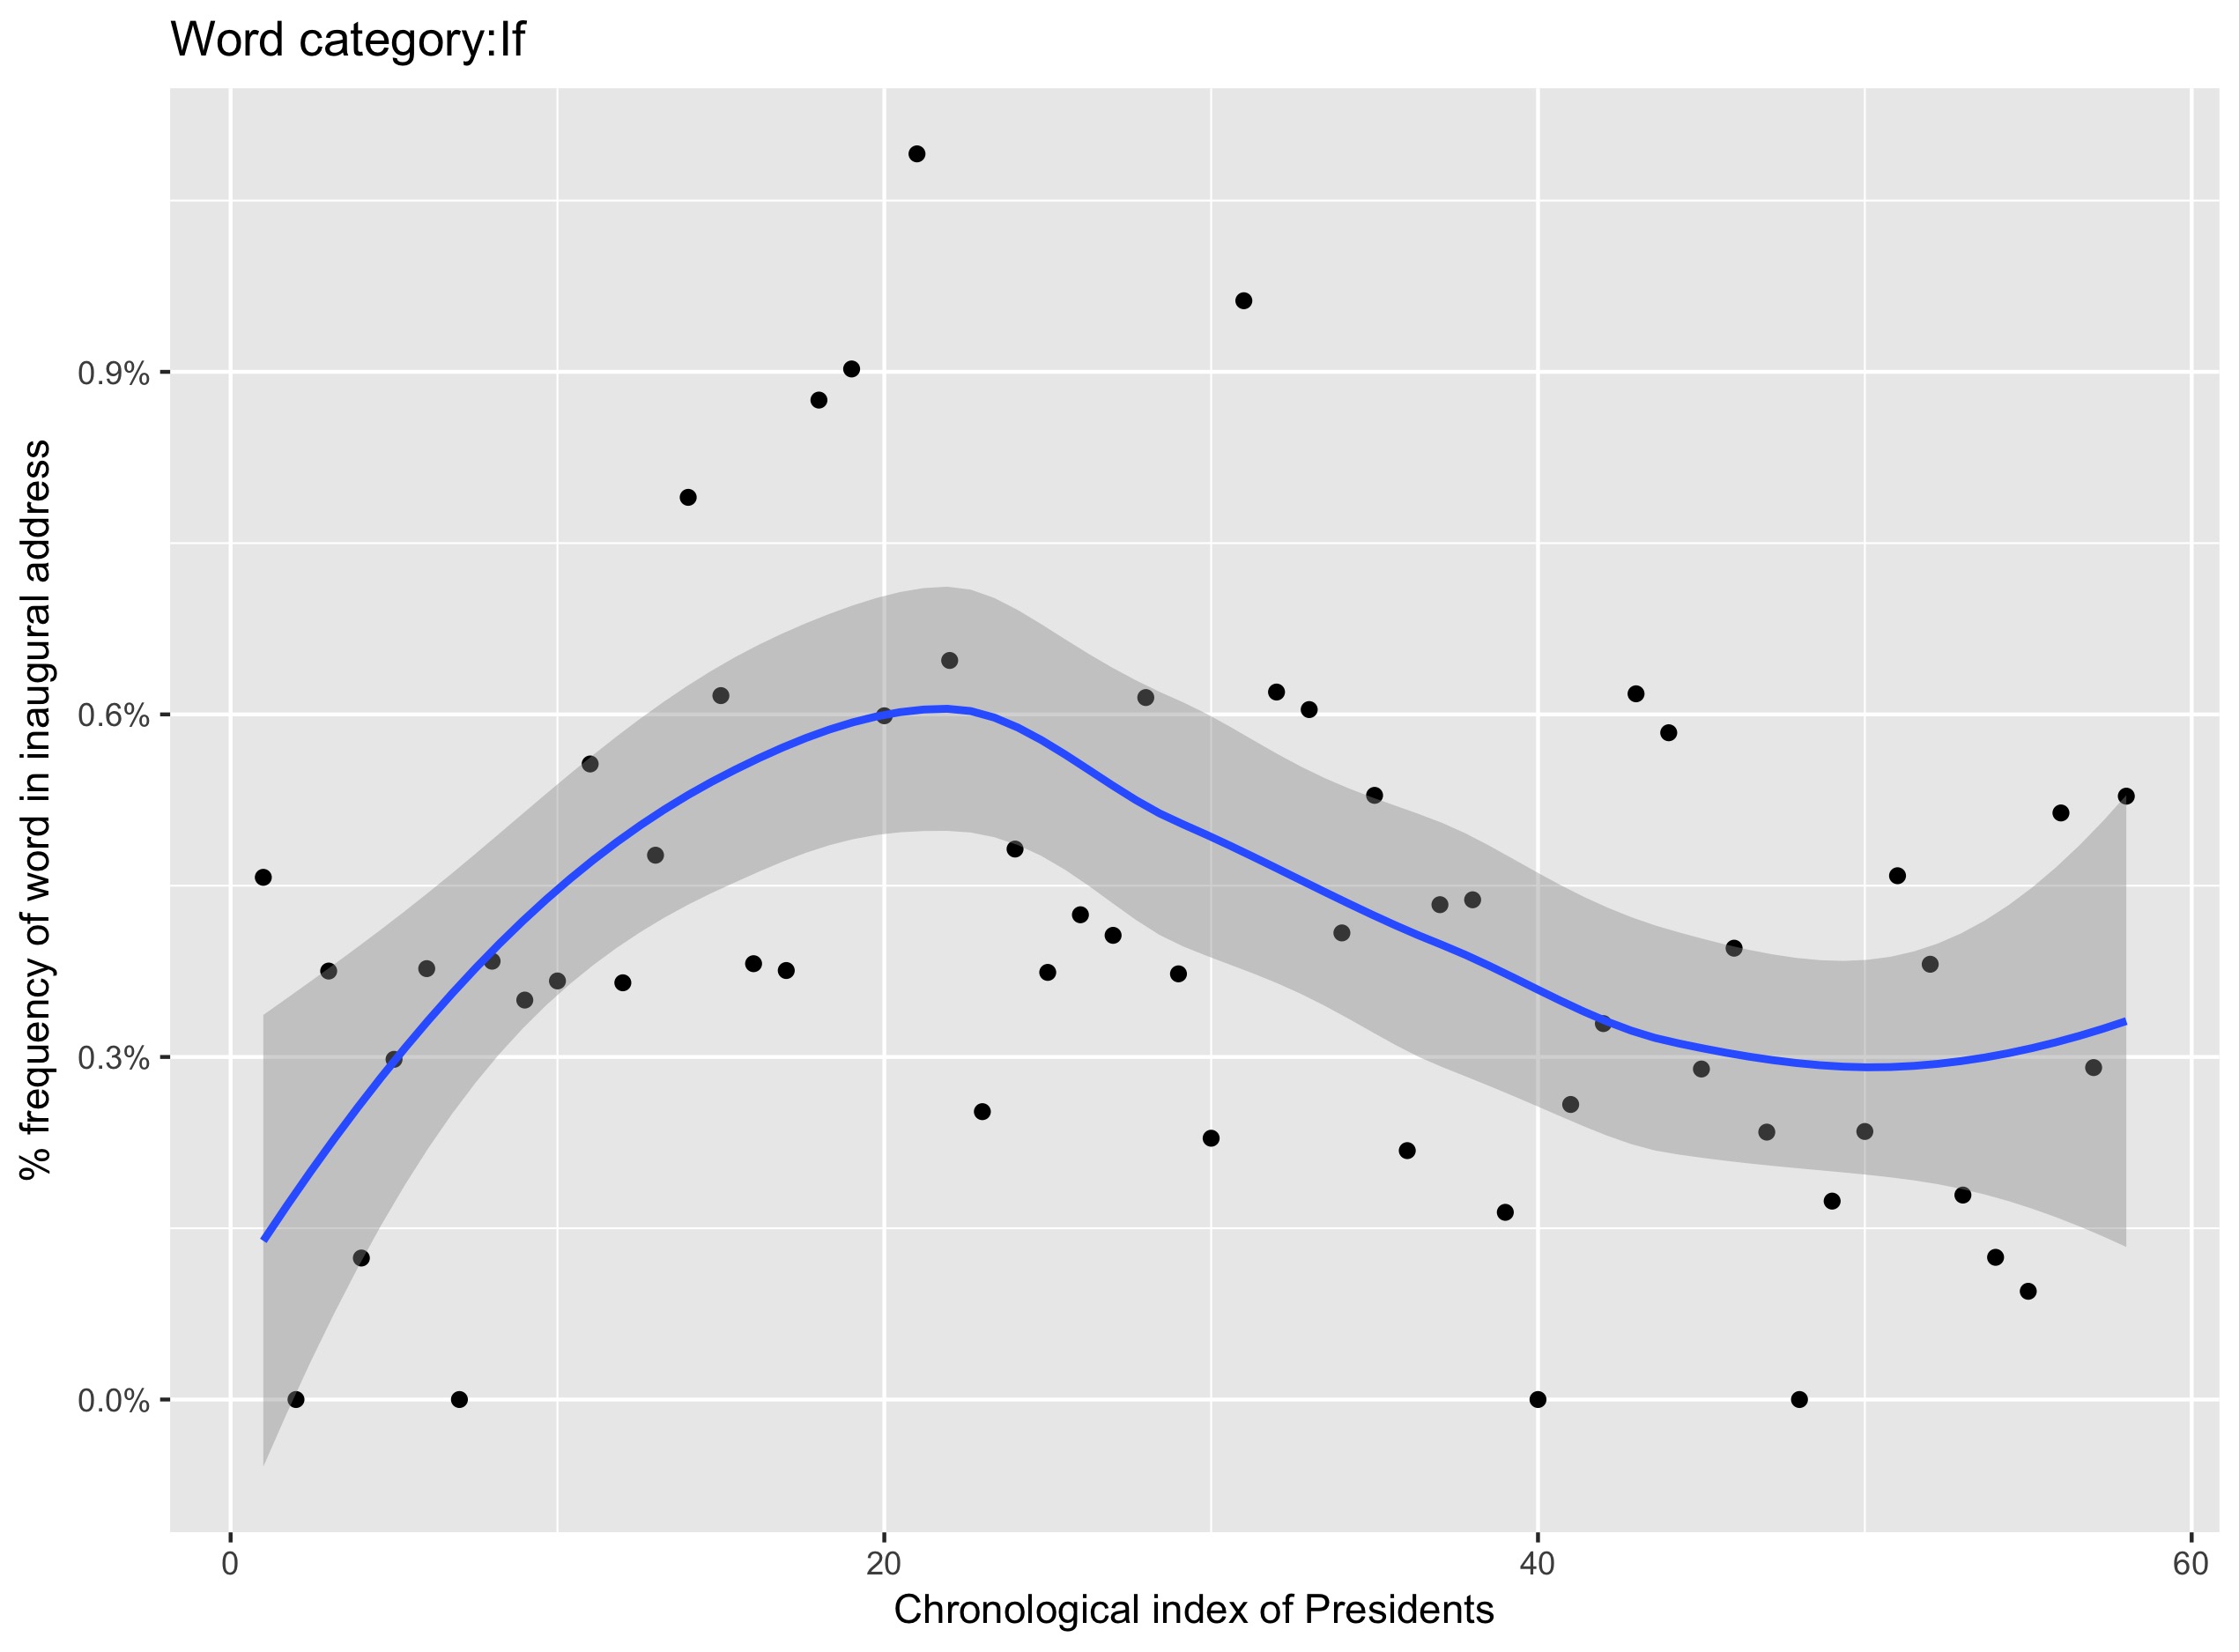 Word category:If
% frequency of word in inaugural address
0.9%
0.6%
0.3%
0.0%
0 20 40 60
Chronological index of Presidents